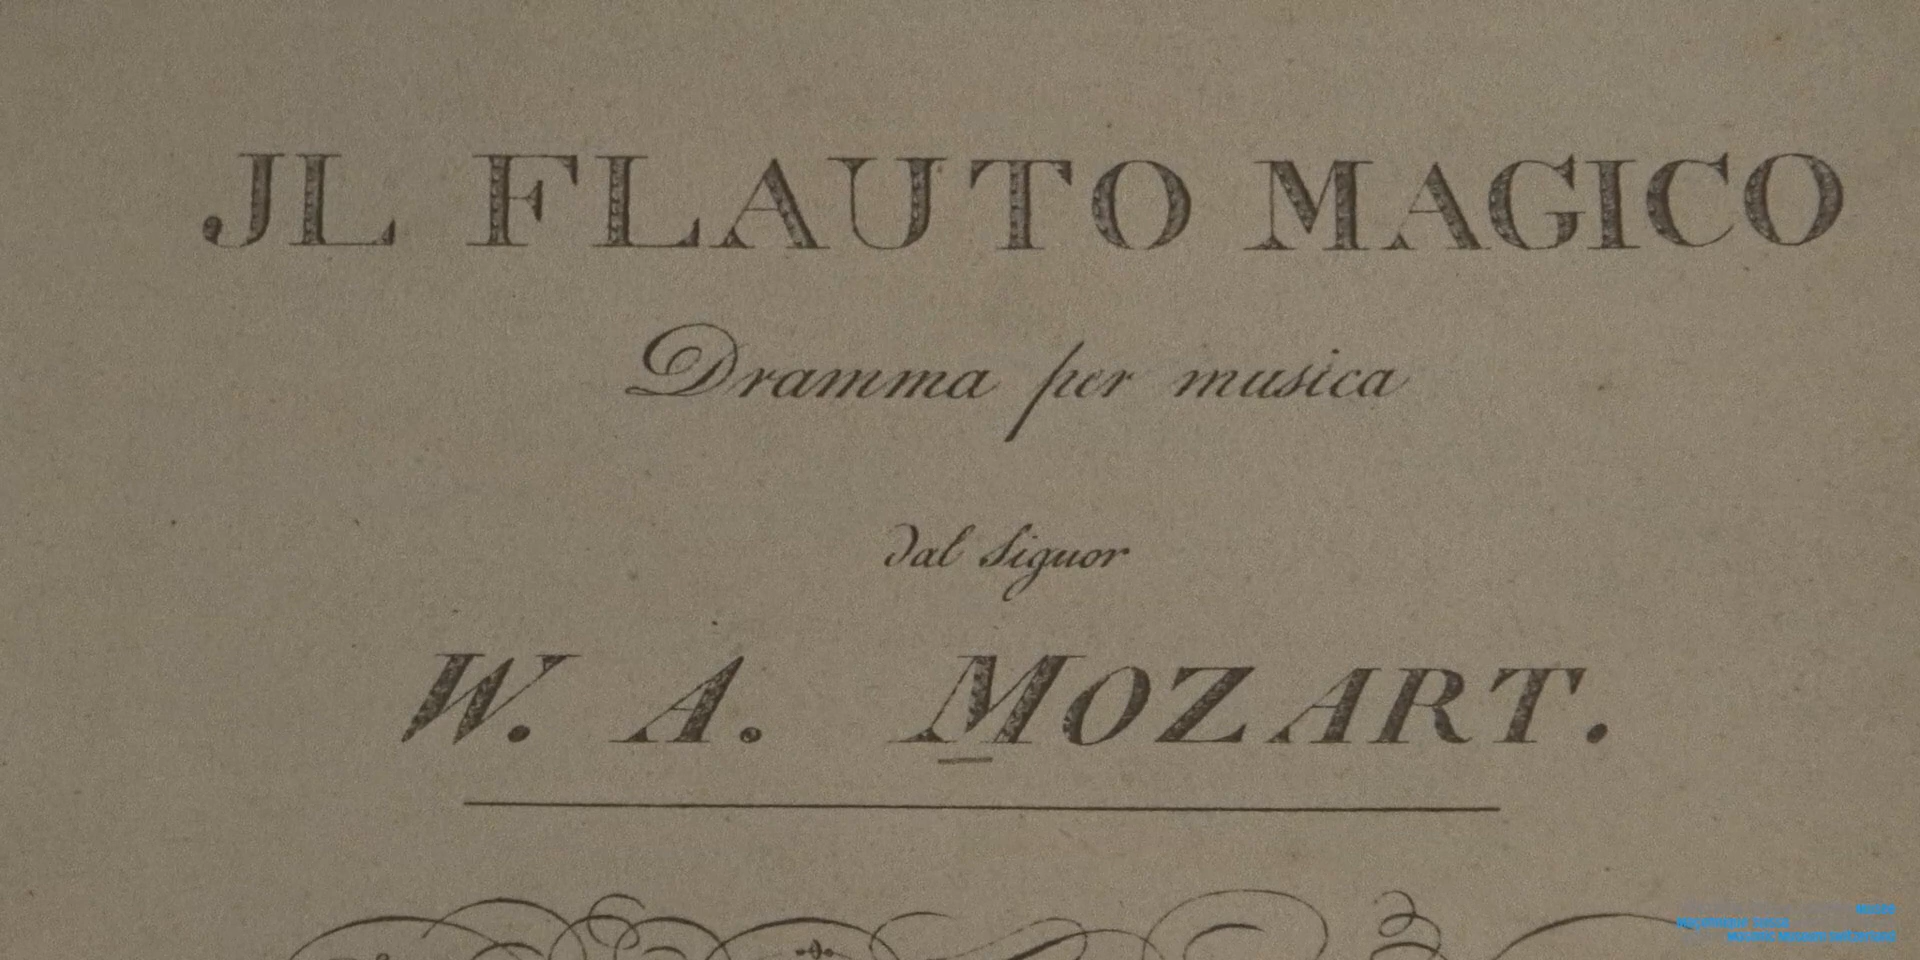 JL FLAUTO MAGICO
Dramma per musica
dal Signor
W. A. MOZART.